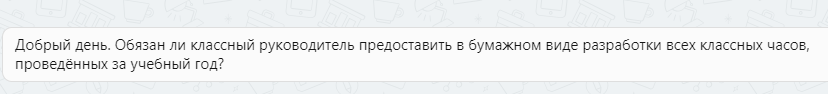 Добрый день. Обязан ли классный руководитель предоставить в бумажном виде разработки всех классных часов,
проведённых за учебный год?